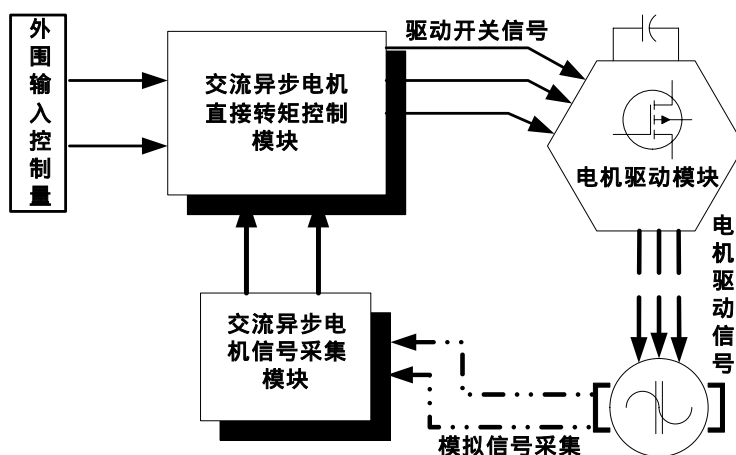 外围输入控制量
交流异步电机
直接转矩控制
模块
驱动开关信号
电机驱动模块
电机驱动信号
交流异步电
机信号采集
模块
模拟信号采集